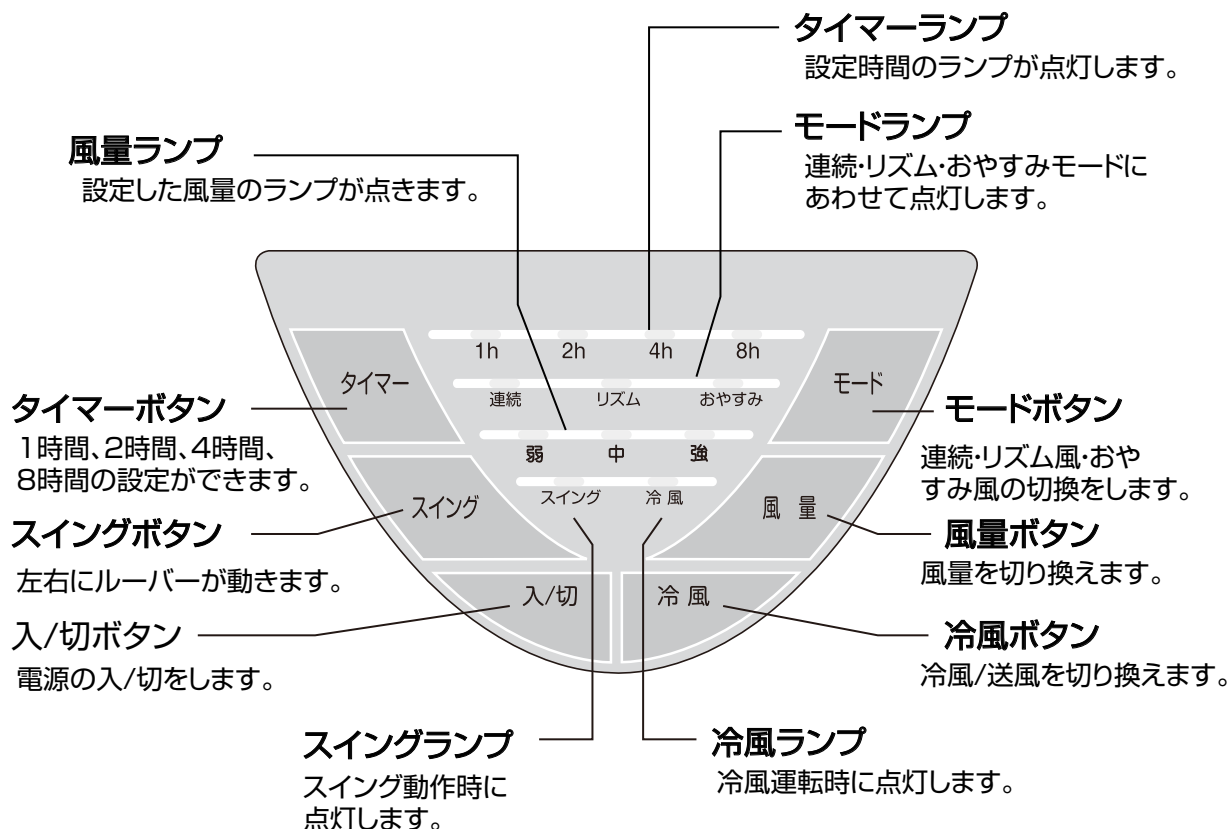 タイマーランプ
設定時間のランプが点灯します。
モードランプ
連続・リズム・おやすみモードに
あわせて点灯します。
風量ランプ
設定した風量のランプが点きます。
1h 2h 4h 8h
連続 リズム おやすみ
弱 中 強
スイング 冷風
タイマー
スイング
入/切
モード
風量
冷風
タイマーボタン
1時間、2時間、4時間、
8時間の設定ができます。
スイングボタン
左右にルーバーが動きます。
入/切ボタン
電源の入/切をします。
モードボタン
連続・リズム風・おや
すみ風の切換をします。
風量ボタン
風量を切り換えます。
冷風ボタン
冷風/送風を切り換えます。
スイングランプ
スイング動作時に
点灯します。
冷風ランプ
冷風運転時に点灯します。